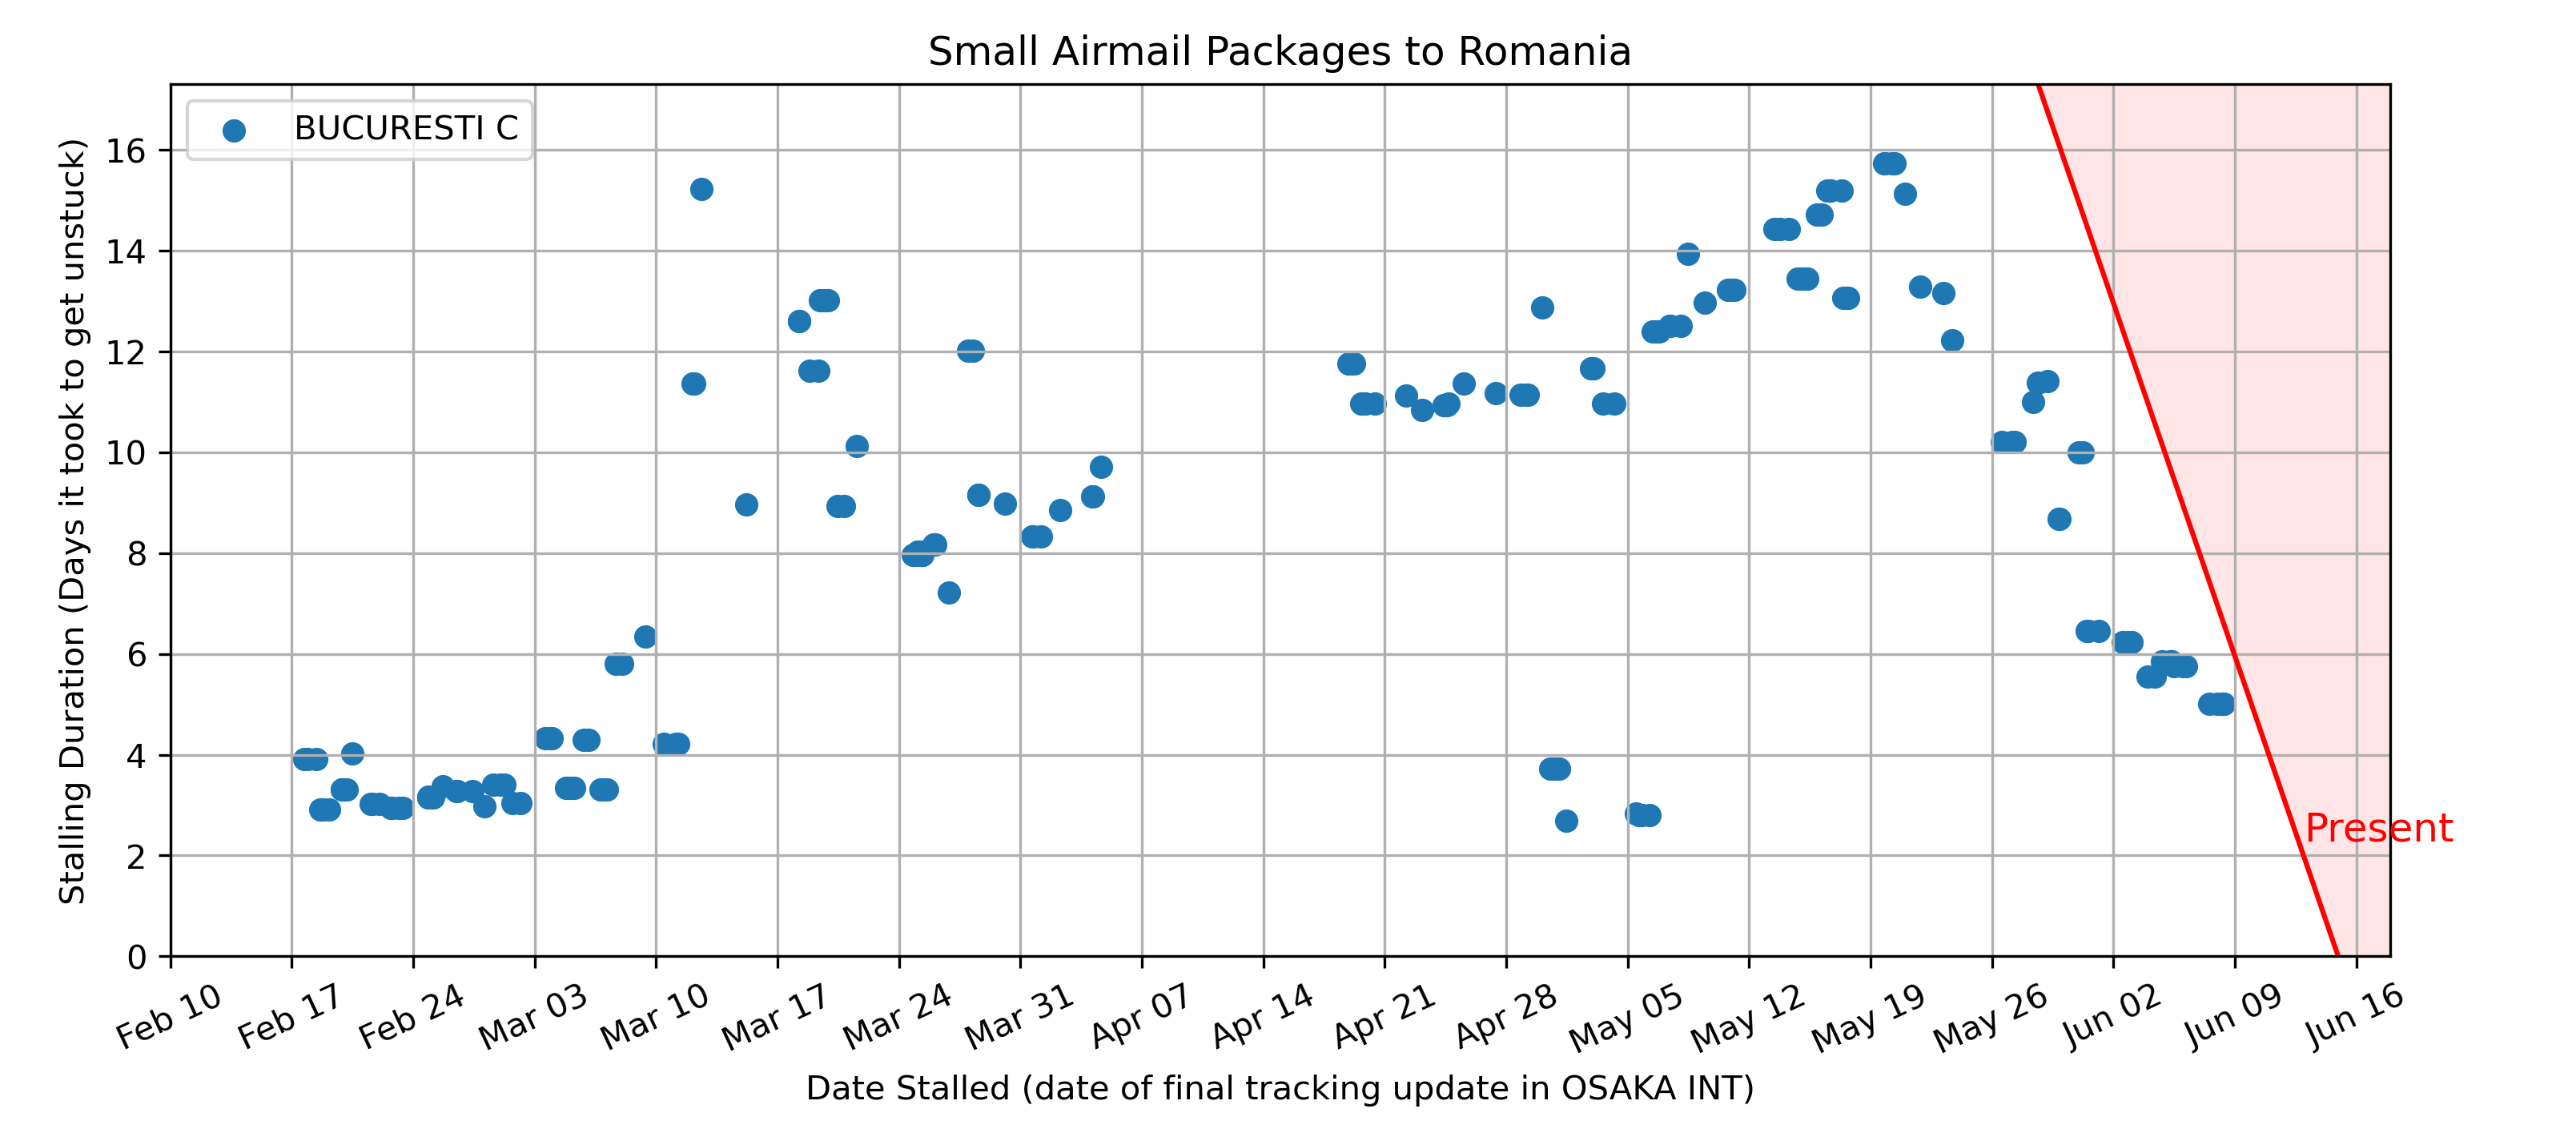 Small Airmail Packages to Romania
BUCURESTI C
Stalling Duration (Days it took to get unstuck)
16
14
12
10
8
6
4
2
0
Present
Feb 10
Feb 17
Feb 24
Mar 03
Mar 10
Mar 17
Mar 24
Mar 31
Apr 07
Apr 14
Apr 21
Apr 28
May 05
May 12
May 19
May 26
Jun 02
Jun 09
Jun 16
Date Stalled (date of final tracking update in OSAKA INT)